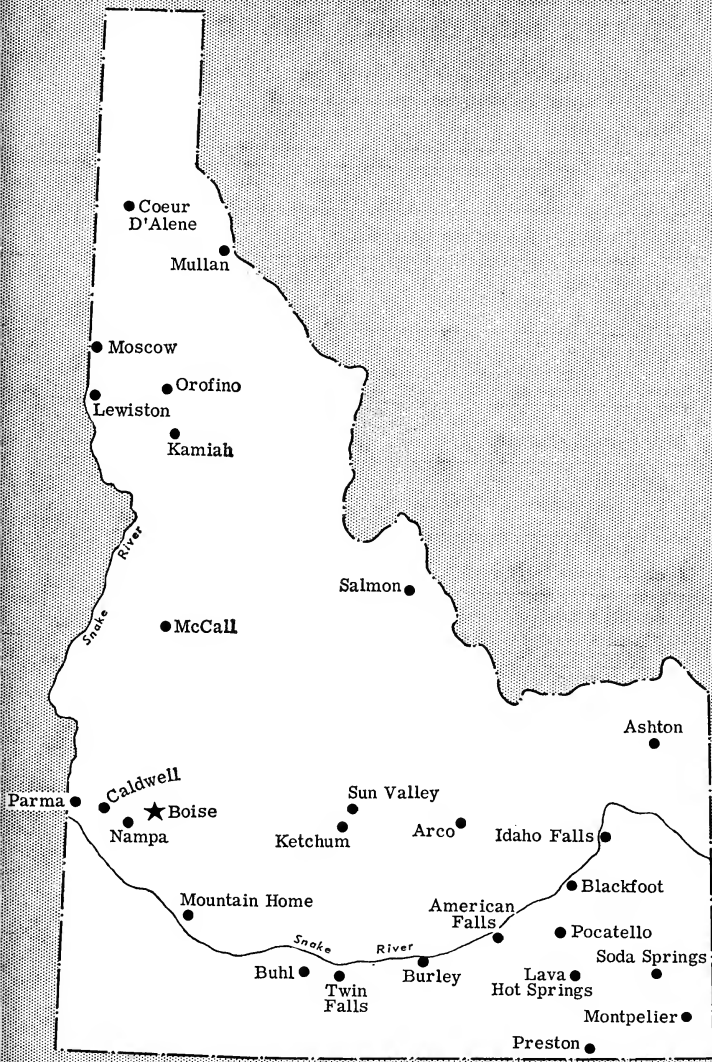 Coeur
D'Alene
Mullan
Moscow
Orofino
Lewiston
Kamiah
Snake River
Salmon
McCall
Ashton
Parma
Caldwell
Boise
Nampa
Sun Valley
Ketchum
Arco
Idaho Falls
Blackfoot
Mountain Home
American
Falls
Pocatello
Snake River
Soda Springs
Buhl
Twin
Falls
Burley
Lava
Hot Springs
Montpelier
Preston